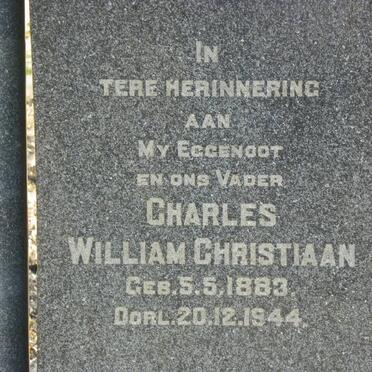 IN
TERE HERINNERING
AAN
MY EGGENOOT
EN ONS VADER
CHARLES
WILLIAM CHRISTIAAN
GEB. 5.5.1883.
OORL. 20.12.1944.